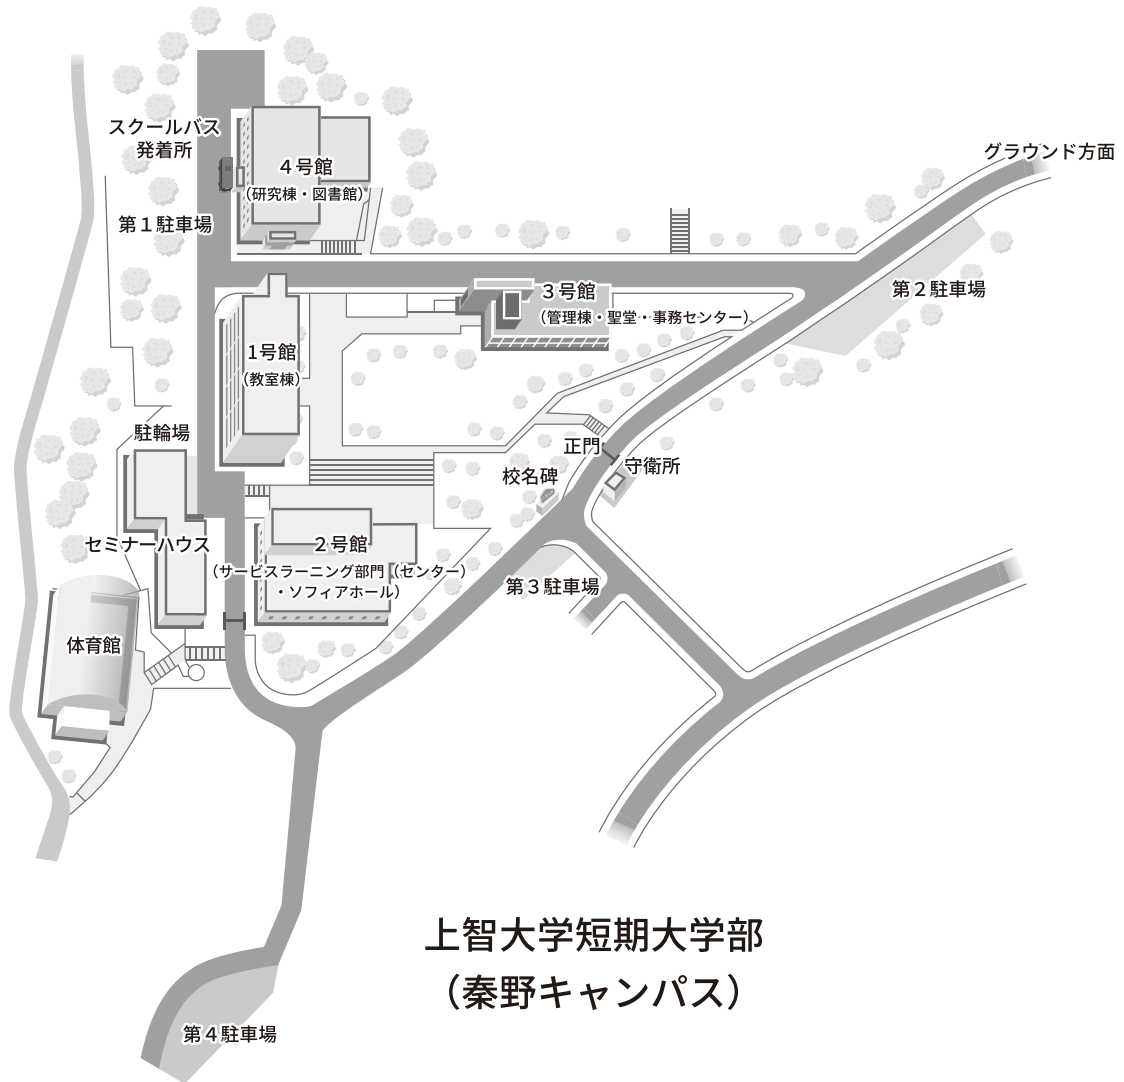 スクールバス
発着所
グラウンド方面
4号館
（研究棟・図書館）
第1駐車場
第2駐車場
3号館
（管理棟・聖堂・事務センター）
1号館
（教室棟）
駐輪場
正門
守衛所
校名碑
セミナーハウス
2号館
（サービスラーニング部門（センター）
・ソフィアホール）
第3駐車場
体育館
上智大学短期大学部
（秦野キャンパス）
第4駐車場